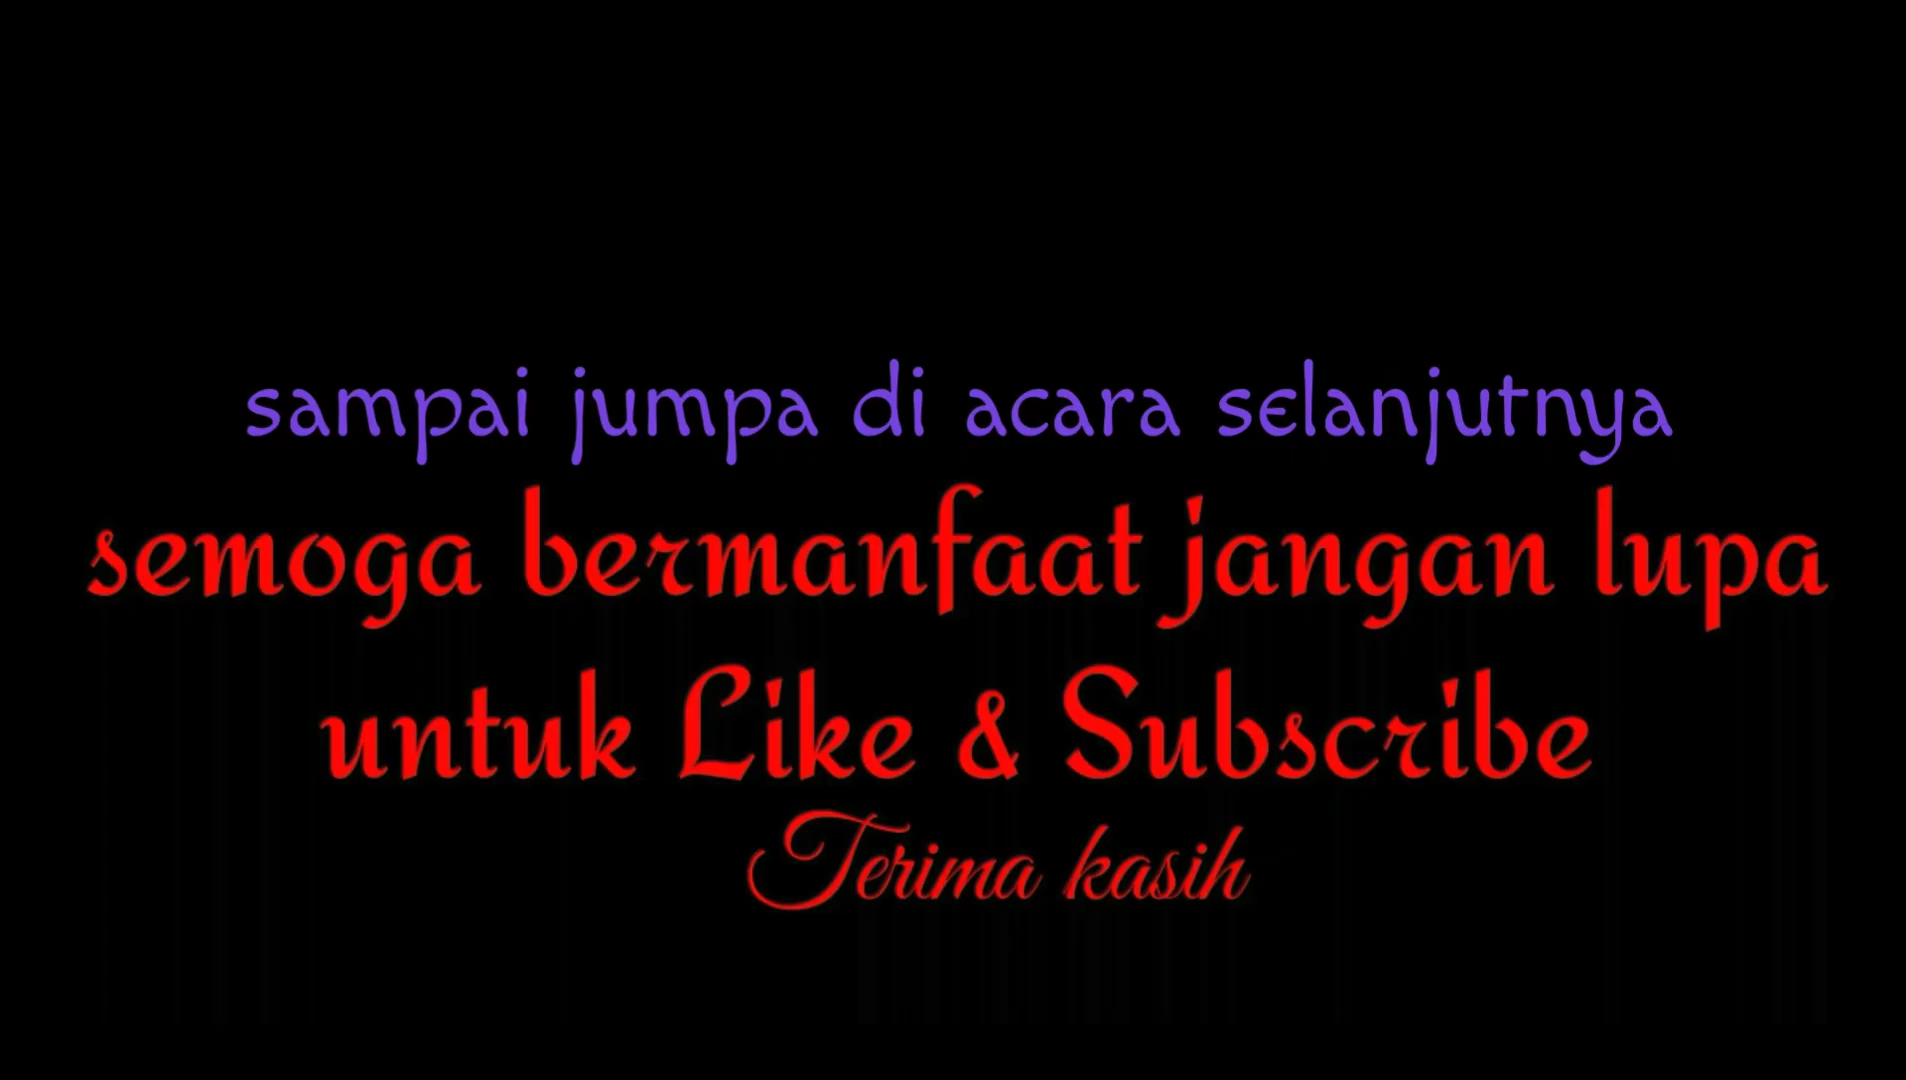 sampai jumpa di acara selanjutnya
semoga bermanfaat jangan lupa
untuk Like & Subscribe
Terima kasih